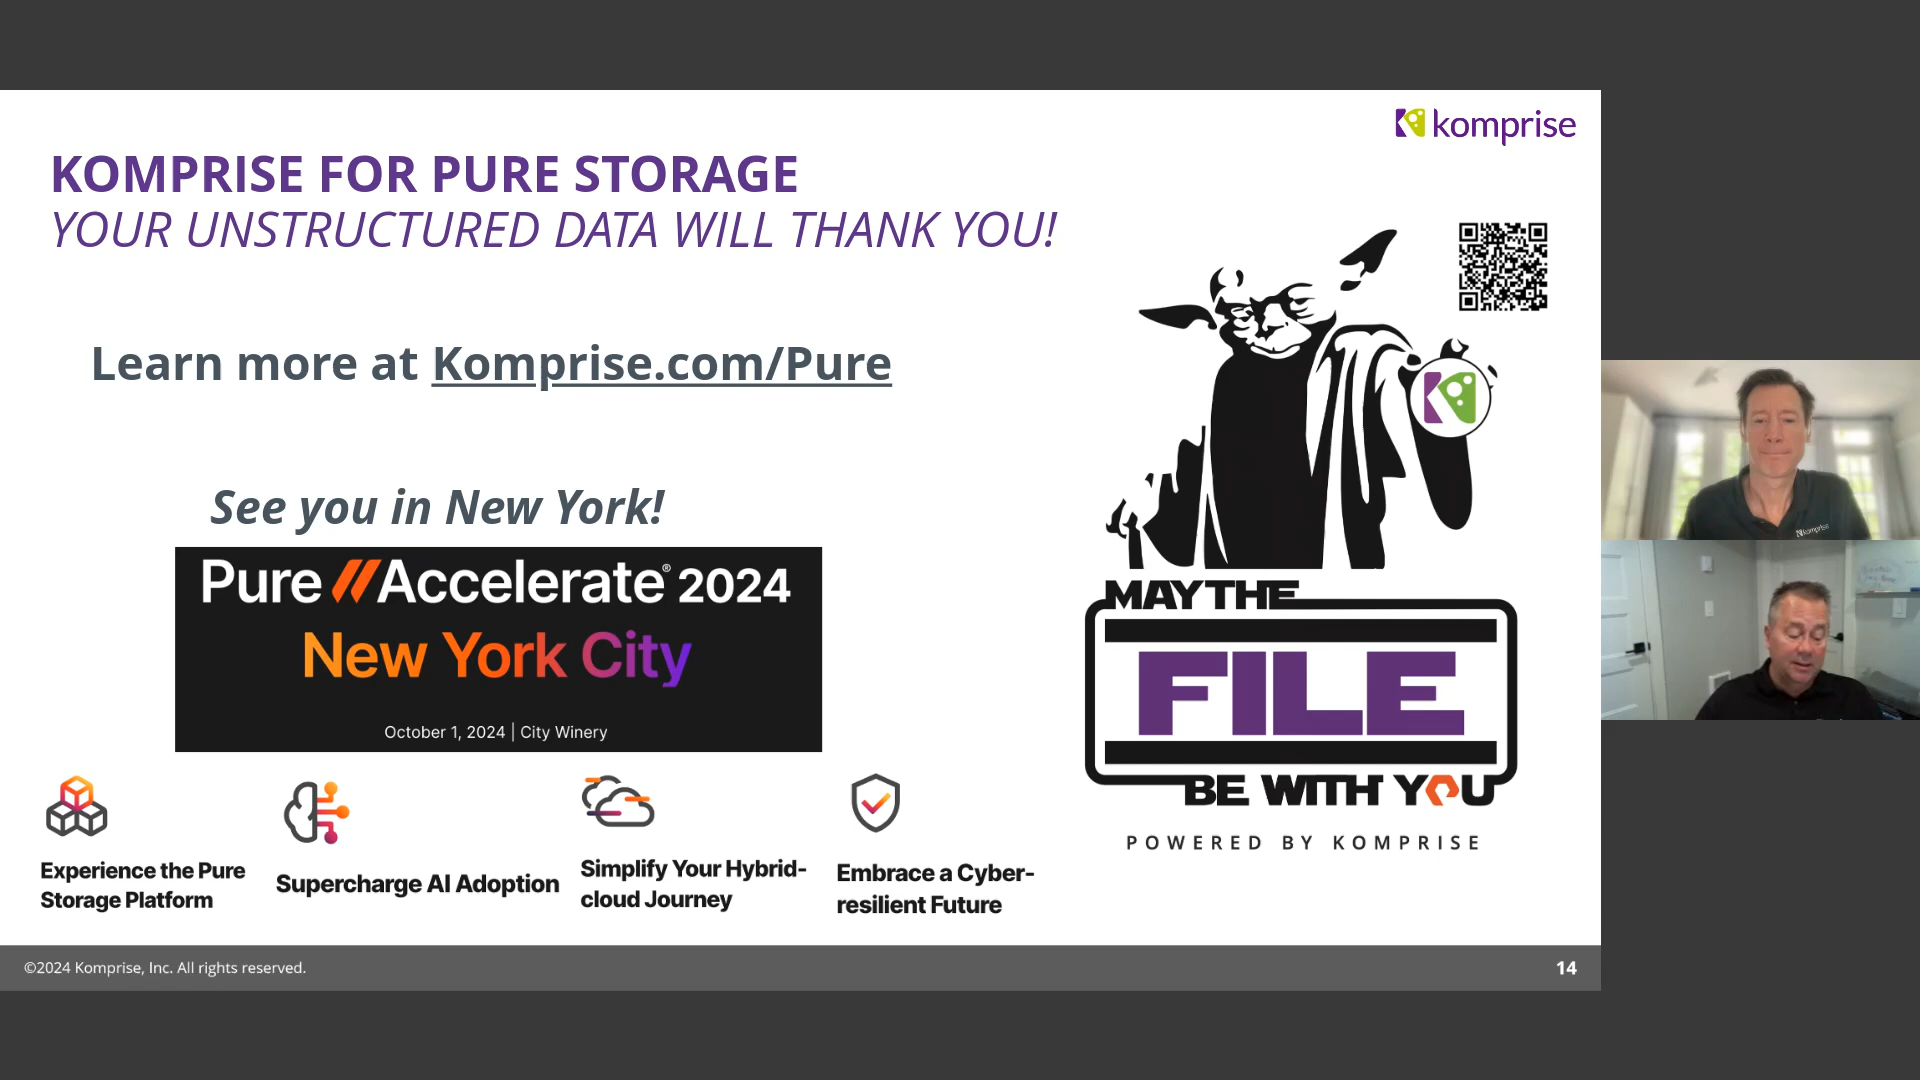 komprise
KOMPRISE FOR PURE STORAGE
YOUR UNSTRUCTURED DATA WILL THANK YOU!
Learn more at Komprise.com/Pure
See you in New York!
Pure//Accelerate® 2024
New York City
October 1, 2024 | City Winery
Experience the Pure
Storage Platform
Supercharge AI Adoption
Simplify Your Hybrid-
cloud Journey
Embrace a Cyber-
resilient Future
MAY THE
FILE
BE WITH YOU
POWERED BY KOMPRISE
©2024 Komprise, Inc. All rights reserved.
14
komprise